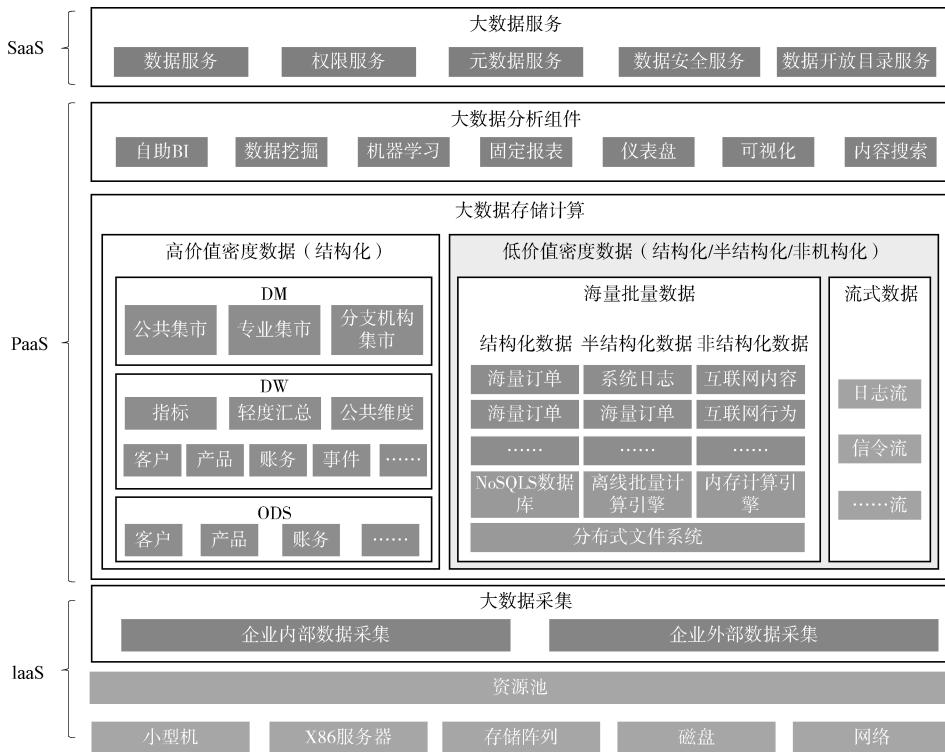 SaaS
大数据服务
数据服务
权限服务
元数据服务
数据安全服务
数据开放目录服务
PaaS
大数据分析组件
自助BI
数据挖掘
机器学习
固定报表
仪表盘
可视化
内容搜索
大数据存储计算
高价值密度数据（结构化）
DM
公共集市
专业集市
分支机构
集市
DW
指标
轻度汇总
公共维度
客户
产品
账务
事件
……
ODS
客户
产品
账务
……
低价值密度数据（结构化/半结构化/非机构化）
海量批量数据
结构化数据
半结构化数据
非结构化数据
海量订单
系统日志
互联网内容
海量订单
海量订单
互联网行为
……
……
……
NoSQLS数据
库
离线批量计
算引擎
内存计算引
擎
分布式文件系统
流式数据
日志流
信令流
……流
IaaS
大数据采集
企业内部数据采集
企业外部数据采集
资源池
小型机
X86服务器
存储阵列
磁盘
网络